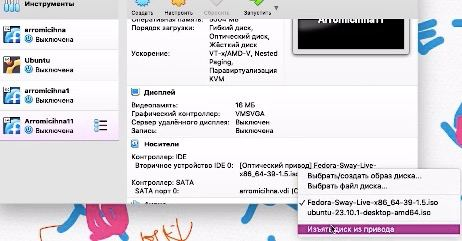 Инструменты
Создать Настроить Сбросить Запустить
arromicihna
Выключена
Ubuntu
Выключена
arromicihna1
Выключена
Arromicihna11
Выключена
Оперативная память:
Порядок загрузки: Гибкий диск,
Оптический диск,
Жёсткий диск
Ускорение: VT-x/AMD-V, Nested
Paging,
Паравиртуализация
KVM
Arromicihna11
Дисплей
Видеопамять: 16 МБ
Графический контроллер: VMSVGA
Сервер удалённого дисплея: Выключен
Запись: Выключена
Носители
Контроллер: IDE
Вторичное устройство IDE 0: [Оптический привод] Fedora-Sway-Live-
x86_64-39-1.5.iso
Контроллер: SATA
SATA порт 0: arromicihna.vdi
Выбрать/создать образ диска...
Выбрать файл диска...
✓ Fedora-Sway-Live-x86_64-39-1.5.iso
ubuntu-23.10.1-desktop-amd64.iso
Изъять диск из привода